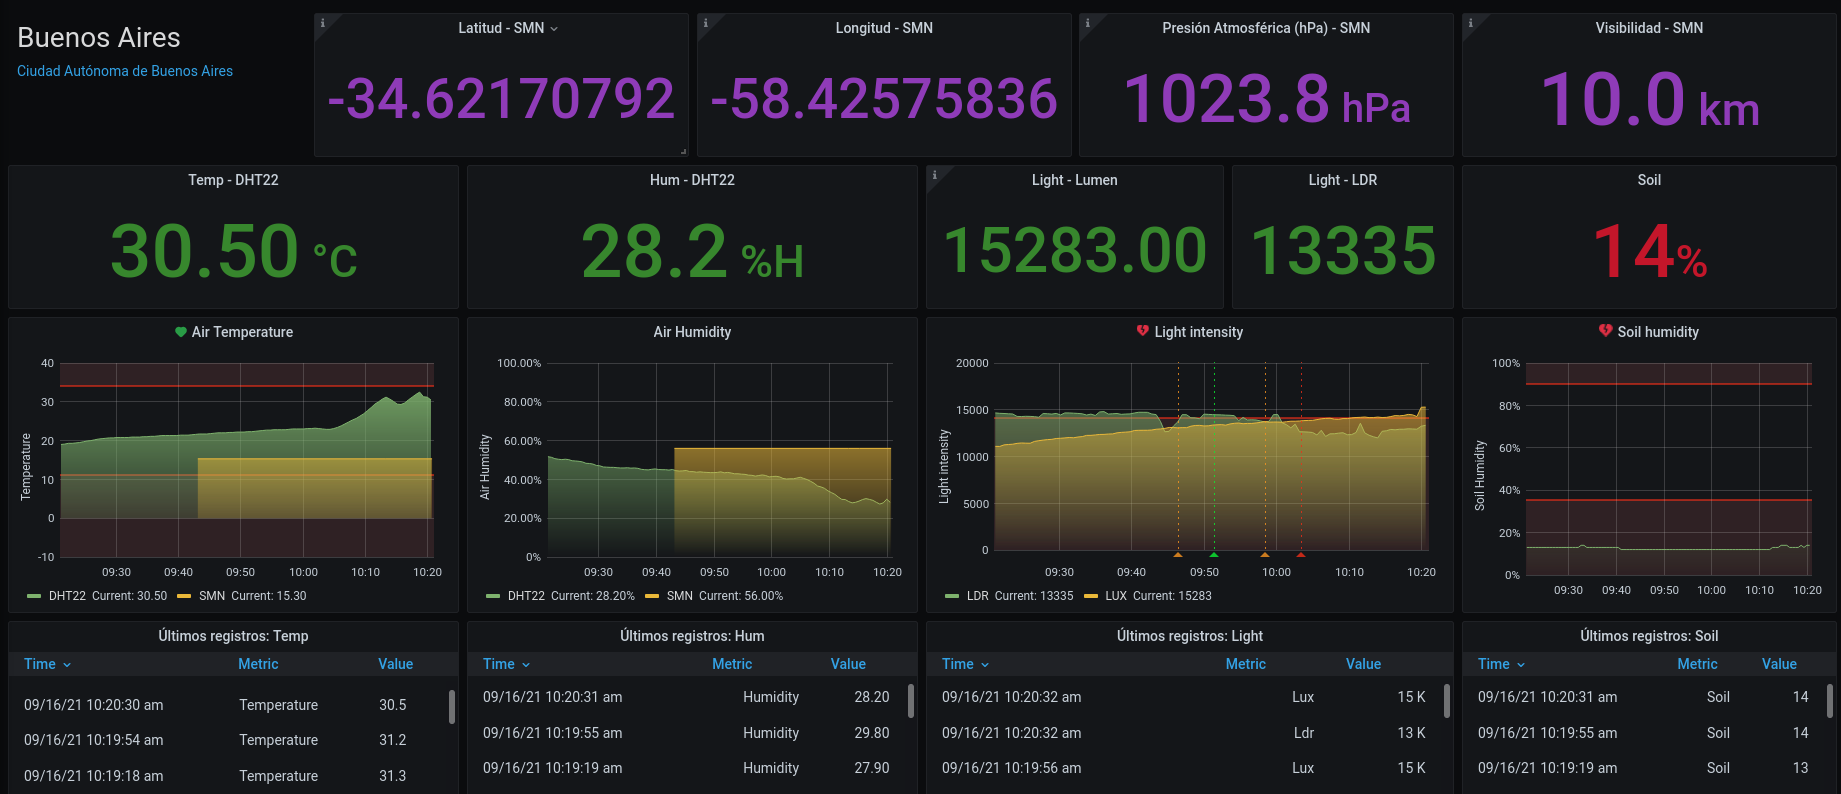 Buenos Aires
Ciudad Autónoma de Buenos Aires
Latitud - SMN
-34.62170792
Longitud - SMN
-58.42575836
Presión Atmosférica (hPa) - SMN
1023.8 hPa
Visibilidad - SMN
10.0 km
Temp - DHT22
30.50 °C
Hum - DHT22
28.2 %H
Light - Lumen
15283.00
Light - LDR
13335
Soil
14%
Air Temperature
Temperature
40
30
20
10
0
-10
09:30 09:40 09:50 10:00 10:10 10:20
DHT22 Current: 30.50 SMN Current: 15.30
Air Humidity
Air Humidity
100.00%
80.00%
60.00%
40.00%
20.00%
0%
09:30 09:40 09:50 10:00 10:10 10:20
DHT22 Current: 28.20% SMN Current: 56.00%
Light intensity
Light intensity
20000
15000
10000
5000
0
09:30 09:40 09:50 10:00 10:10 10:20
LDR Current: 13335 LUX Current: 15283
Soil humidity
Soil Humidity
100%
80%
60%
40%
20%
0%
09:30 09:40 09:50 10:00 10:10 10:20
Últimos registros: Temp
Time Metric Value
09/16/21 10:20:30 am Temperature 30.5
09/16/21 10:19:54 am Temperature 31.2
09/16/21 10:19:18 am Temperature 31.3
Últimos registros: Hum
Time Metric Value
09/16/21 10:20:31 am Humidity 28.20
09/16/21 10:19:55 am Humidity 29.80
09/16/21 10:19:19 am Humidity 27.90
Últimos registros: Light
Time Metric Value
09/16/21 10:20:32 am Lux 15 K
09/16/21 10:20:32 am Ldr 13 K
09/16/21 10:19:56 am Lux 15 K
Últimos registros: Soil
Time Metric Value
09/16/21 10:20:31 am Soil 14
09/16/21 10:19:55 am Soil 14
09/16/21 10:19:19 am Soil 13